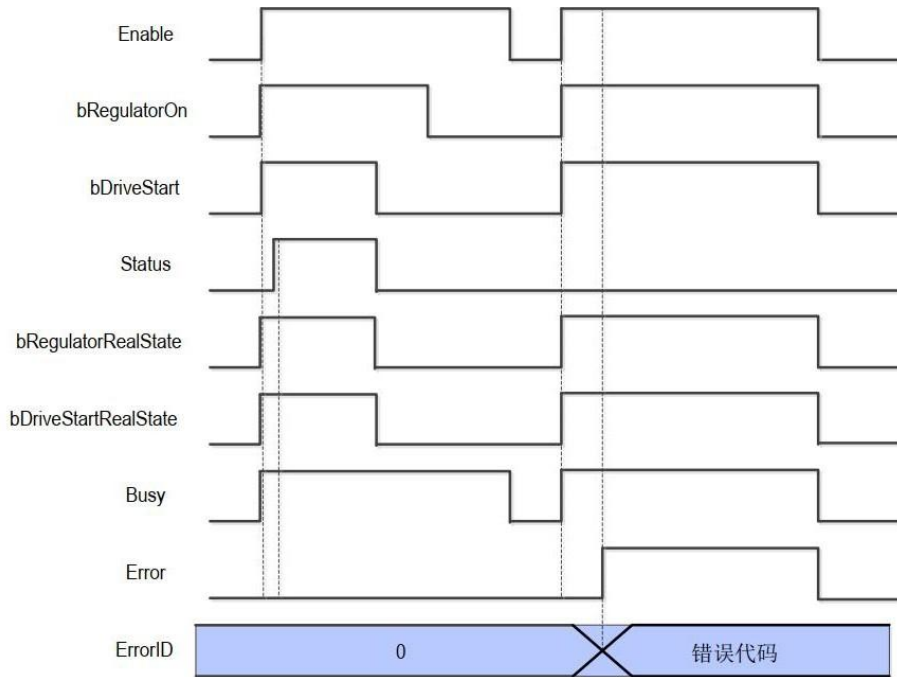 Enable
bRegulatorOn
bDriveStart
Status
bRegulatorRealState
bDriveStartRealState
Busy
Error
ErrorID 0 错误代码